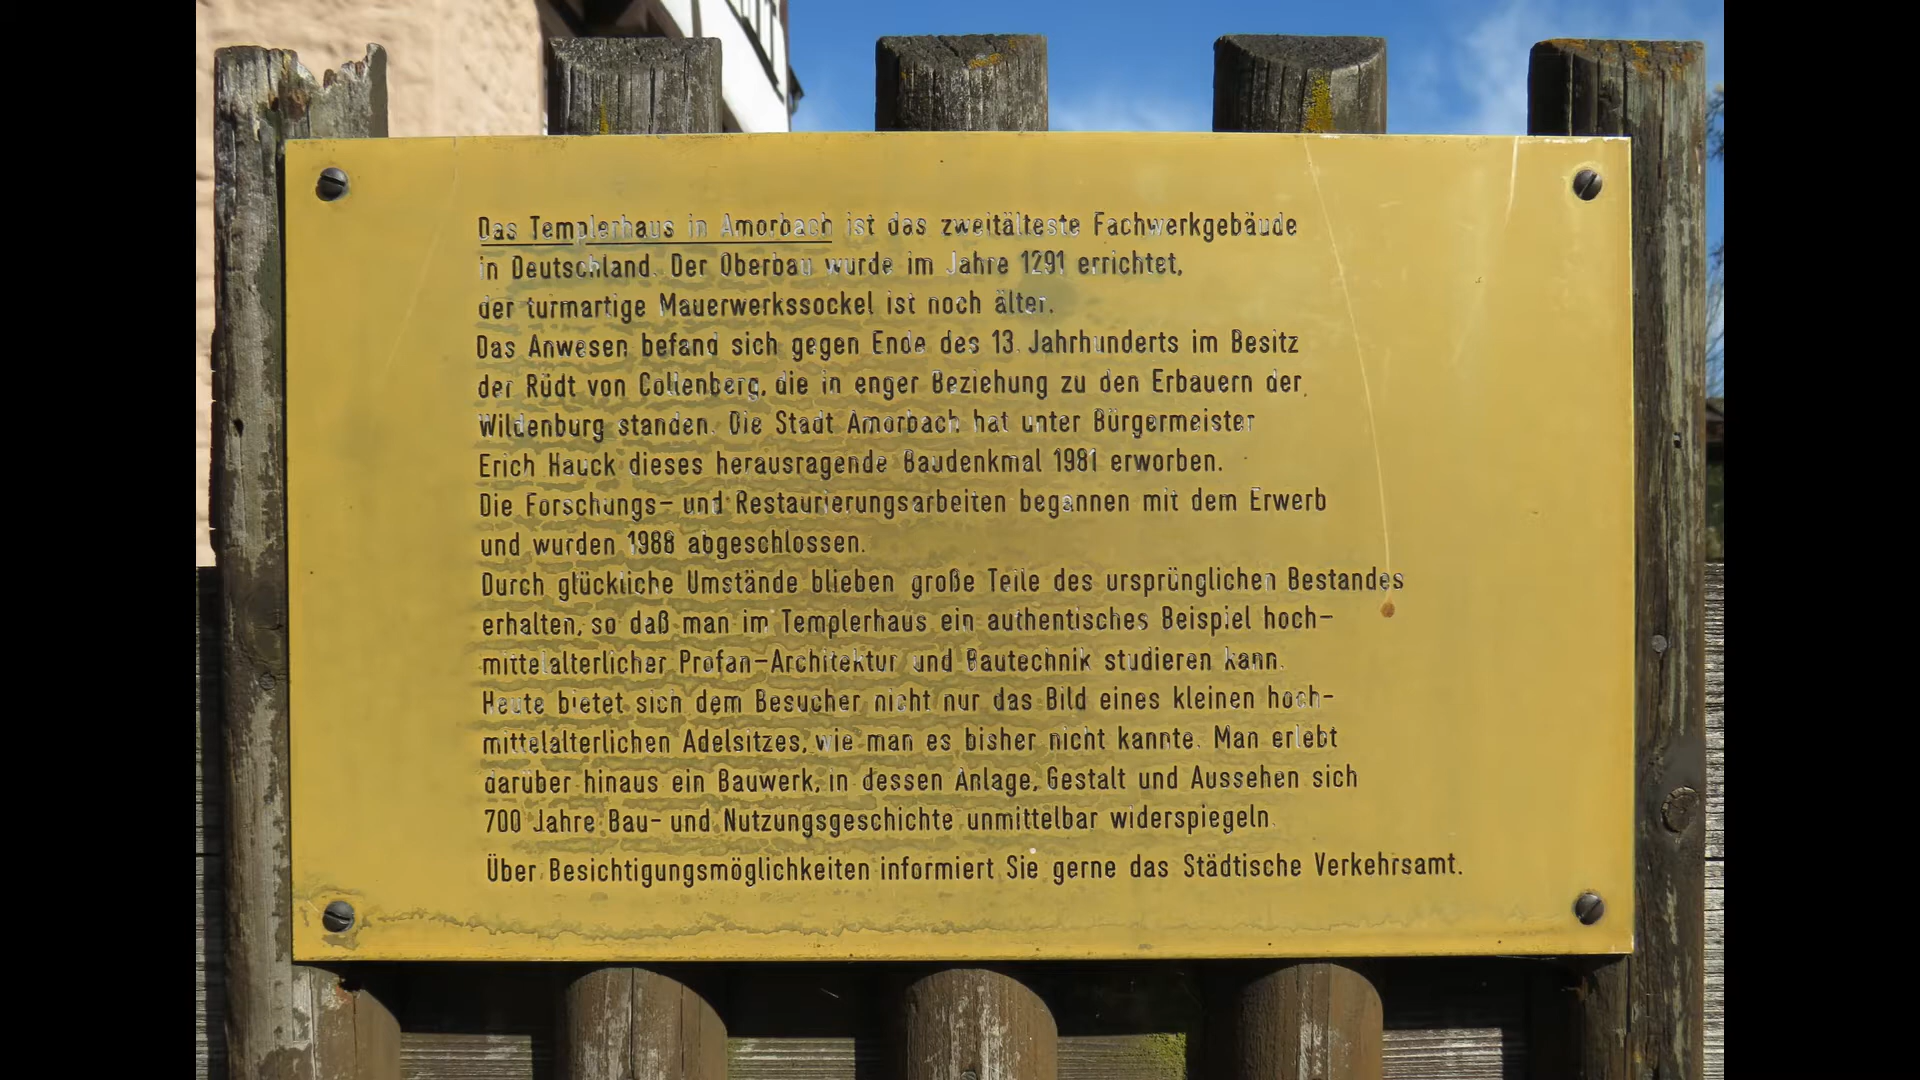 Das Templerhaus in Amorbach ist das zweitälteste Fachwerkgebäude
in Deutschland. Der Oberbau wurde im Jahre 1291 errichtet,
der turmartige Mauerwerkssockel ist noch älter.
Das Anwesen befand sich gegen Ende des 13. Jahrhunderts im Besitz
der Rüdt von Collenberg, die in enger Beziehung zu den Erbauern der
Wildenburg standen. Die Stadt Amorbach hat unter Bürgermeister
Erich Hauck dieses herausragende Baudenkmal 1981 erworben.
Die Forschungs- und Restaurierungsarbeiten begannen mit dem Erwerb
und wurden 1988 abgeschlossen.
Durch glückliche Umstände blieben große Teile des ursprünglichen Bestandes
erhalten, so daß man im Templerhaus ein authentisches Beispiel hoch-
mittelalterlicher Profan-Architektur und Bautechnik studieren kann.
Heute bietet sich dem Besucher nicht nur das Bild eines kleinen hoch-
mittelalterlichen Adelsitzes, wie man es bisher nicht kannte. Man erlebt
darüber hinaus ein Bauwerk, in dessen Anlage, Gestalt und Aussehen sich
700 Jahre Bau- und Nutzungsgeschichte unmittelbar widerspiegeln.
Über Besichtigungsmöglichkeiten informiert Sie gerne das Städtische Verkehrsamt.